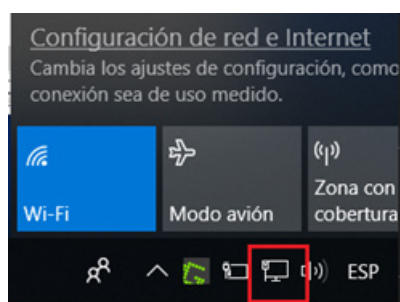 Configuración de red e Internet
Cambia los ajustes de configuración, como
conexión sea de uso medido.
Wi-Fi
Modo avión
Zona con
cobertura
ESP